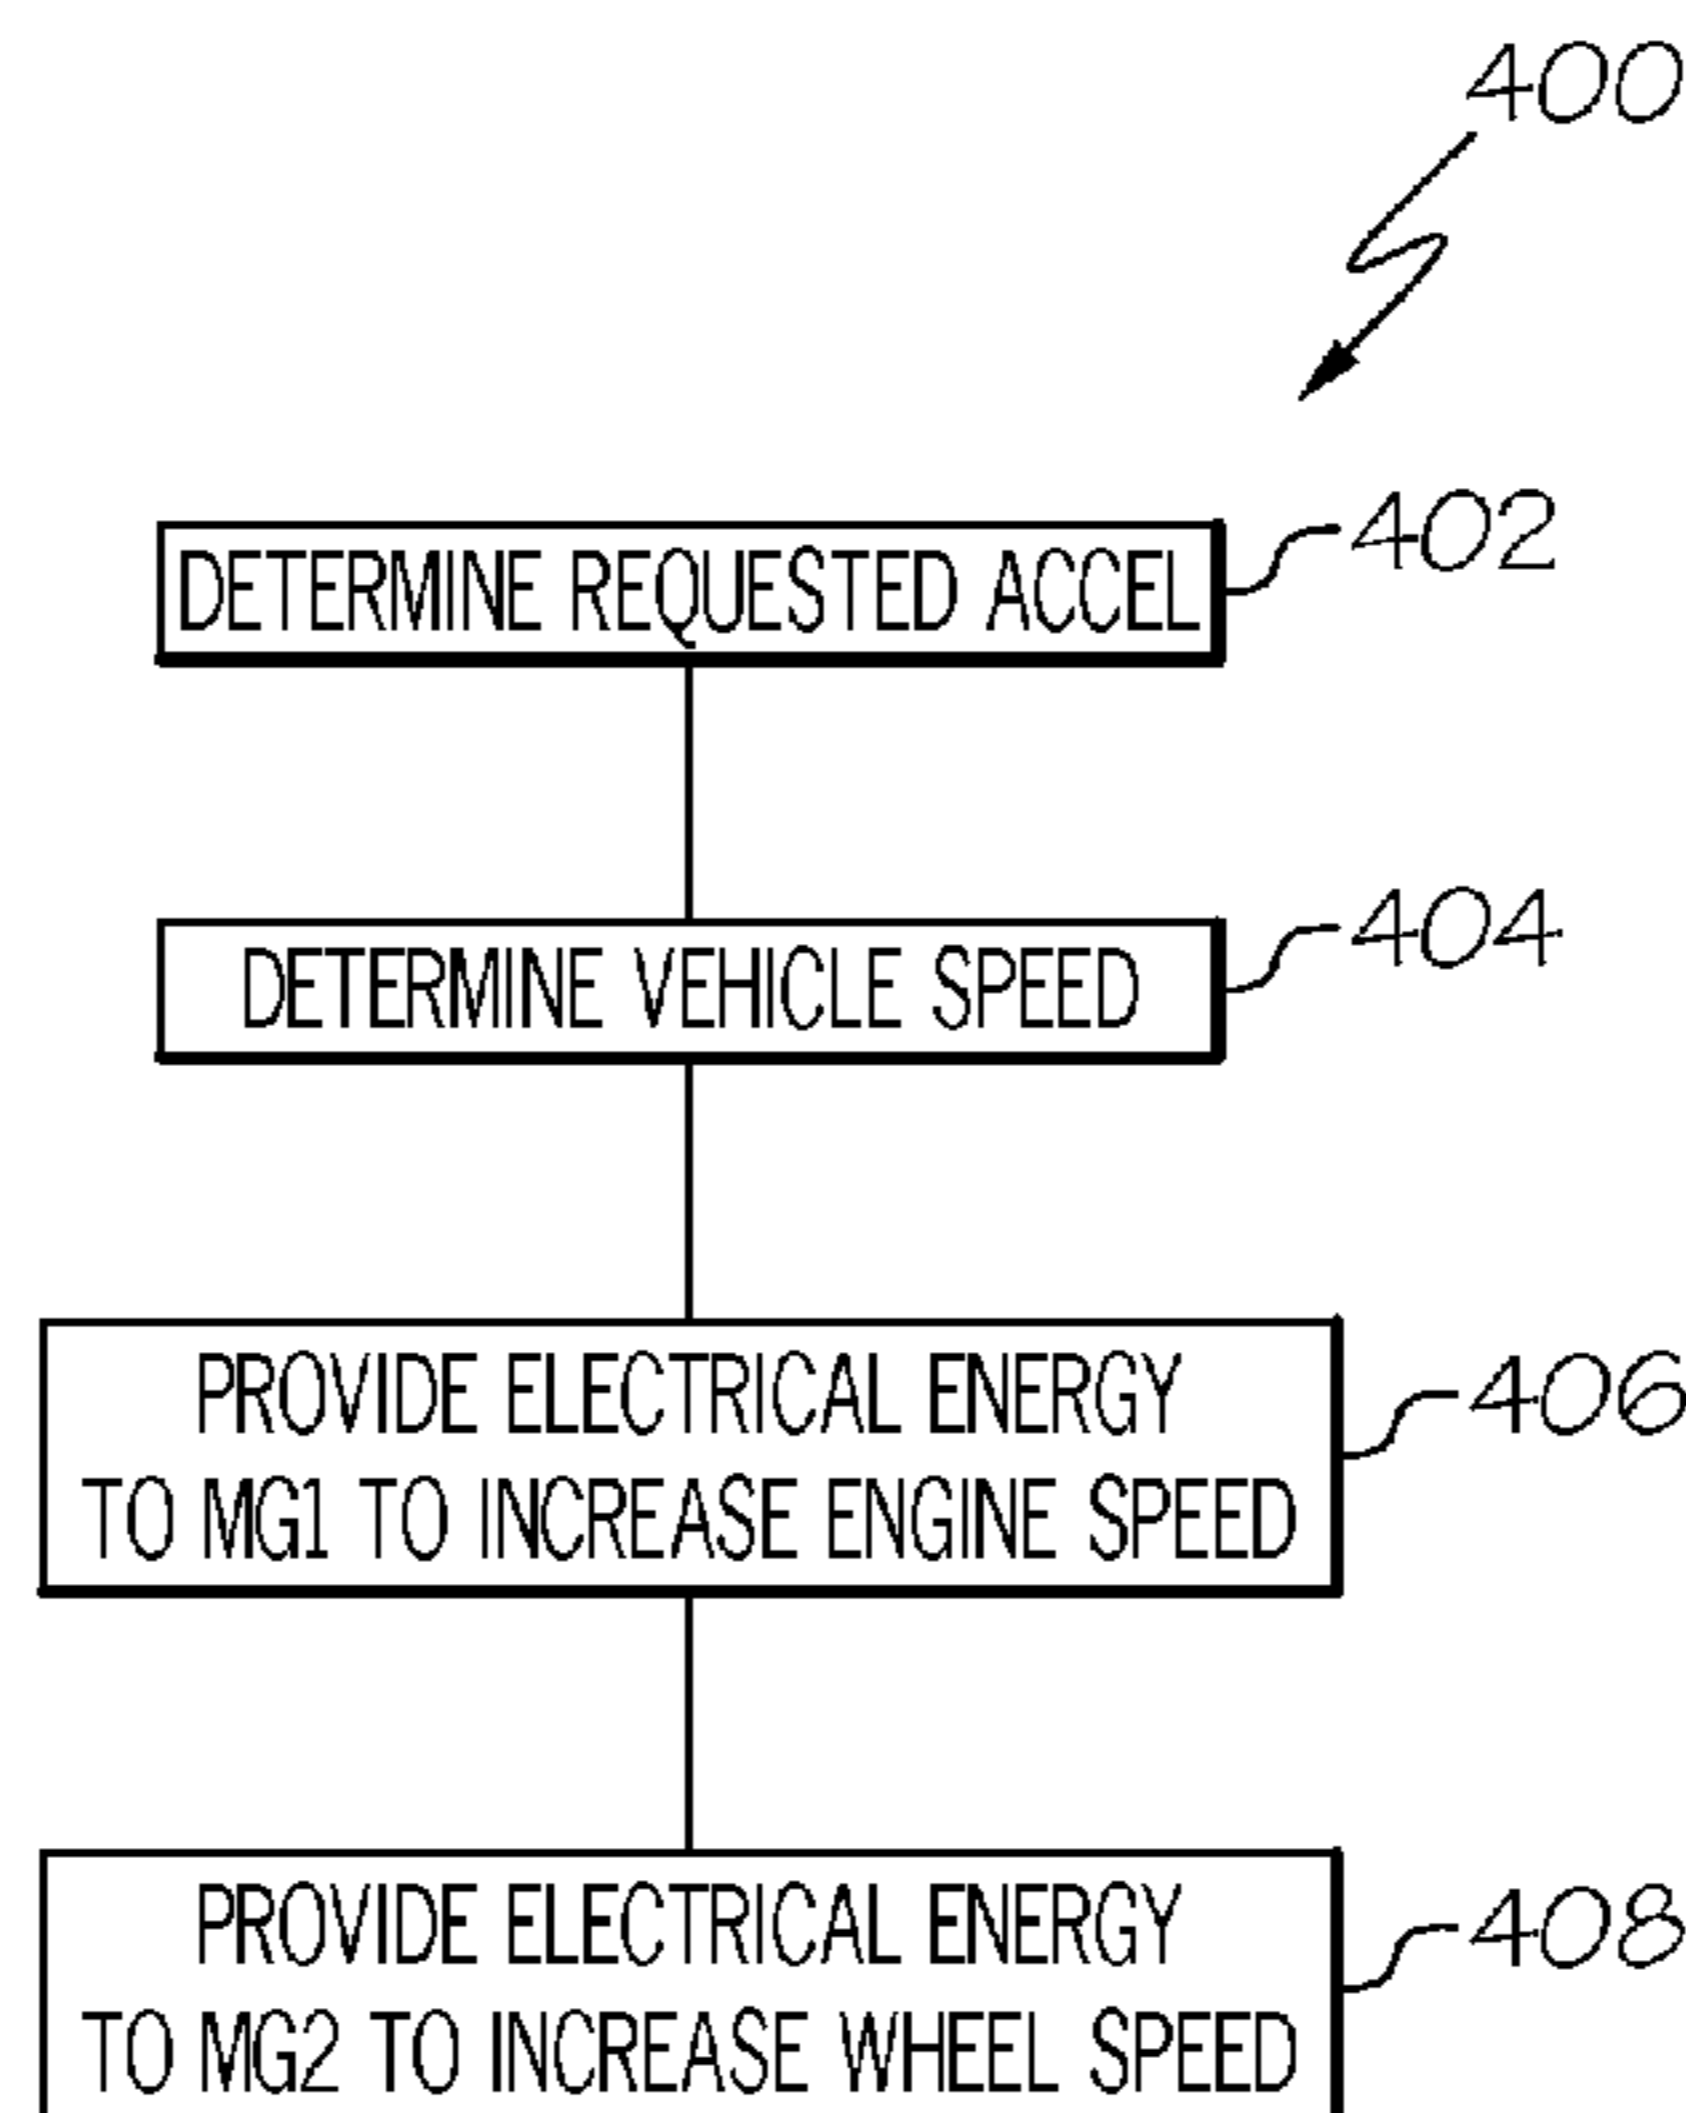 400
DETERMINE REQUESTED ACCEL
402
DETERMINE VEHICLE SPEED
404
PROVIDE ELECTRICAL ENERGY
TO MG1 TO INCREASE ENGINE SPEED
406
PROVIDE ELECTRICAL ENERGY
TO MG2 TO INCREASE WHEEL SPEED
408